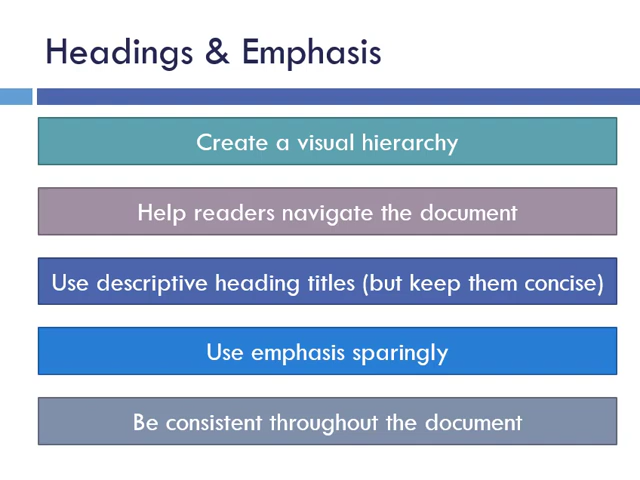 Headings & Emphasis
Create a visual hierarchy
Help readers navigate the document
Use descriptive heading titles (but keep them concise)
Use emphasis sparingly
Be consistent throughout the document